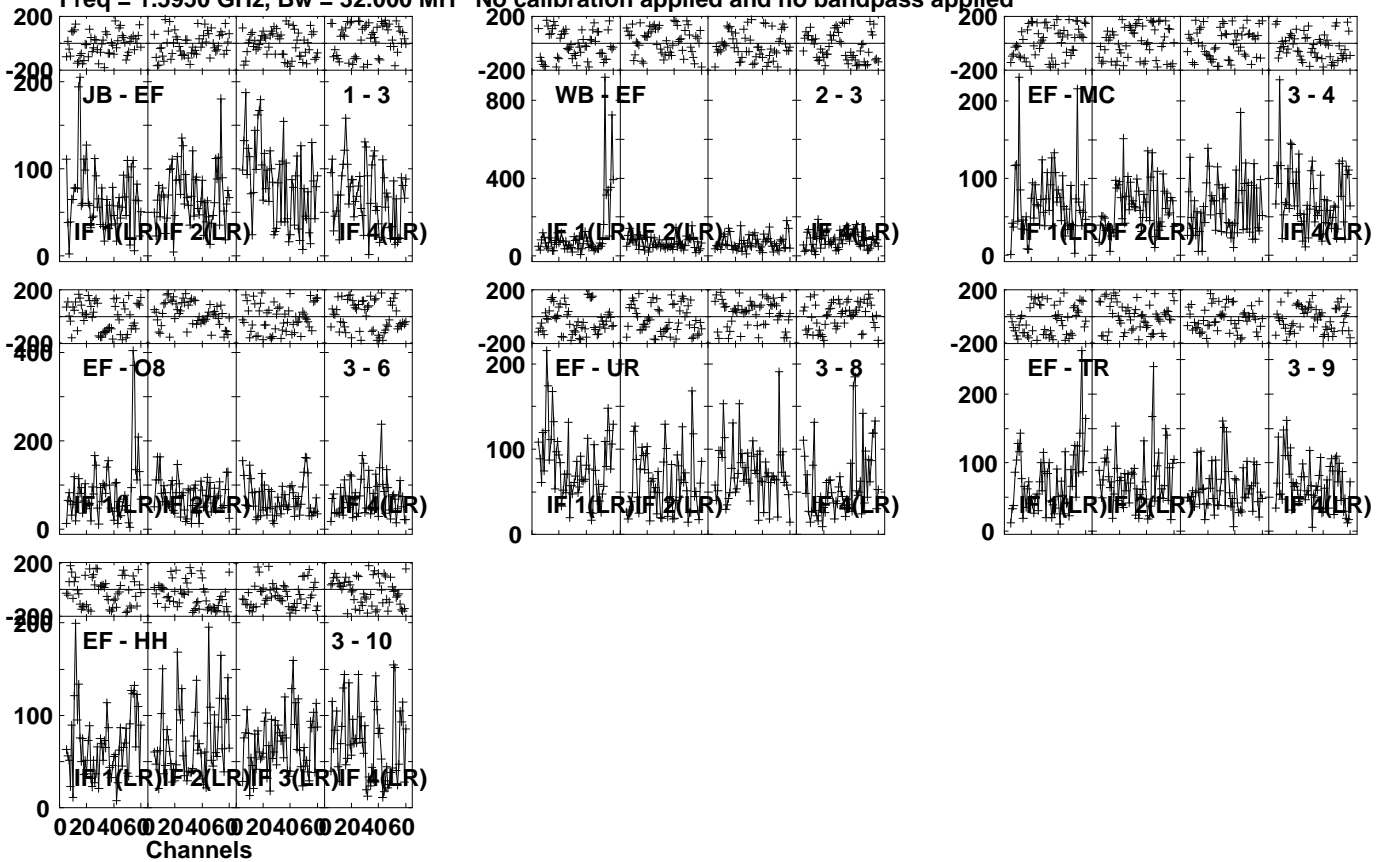 Freq = 1.5950 GHz, Bw = 32.000 MH No calibration applied and no bandpass applied
200
-200
200
JB - EF 1 - 3
100
IF 1(LR) IF 2(LR) IF 4(LR)
0
200
-200
WB - EF 2 - 3
800
400
IF 1(LR) IF 2(LR) IF 4(LR)
0
200
-200
EF - MC 3 - 4
200
100
IF 1(LR) IF 2(LR) IF 4(LR)
0
200
-200
400
EF - O8 3 - 6
200
IF 1(LR) IF 2(LR) IF 4(LR)
0
200
-200
200
EF - UR 3 - 8
100
IF 1(LR) IF 2(LR) IF 4(LR)
0
200
-200
EF - TR 3 - 9
200
100
IF 1(LR) IF 2(LR) IF 4(LR)
0
200
-200
200
EF - HH 3 - 10
100
IF 1(LR) IF 2(LR) IF 3(LR) IF 4(LR)
0
0 20 40 60 0 20 40 60 0 20 40 60 0 20 40 60
Channels